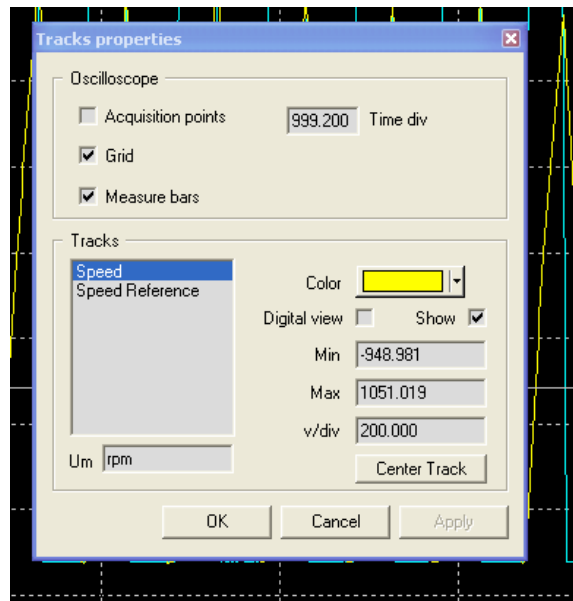 Tracks properties
Oscilloscope
Acquisition points 999.200 Time div
Grid
Measure bars
Tracks
Speed
Speed Reference
Color
Digital view Show
Min -948.981
Max 1051.019
v/div 200.000
Um rpm
Center Track
OK Cancel Apply